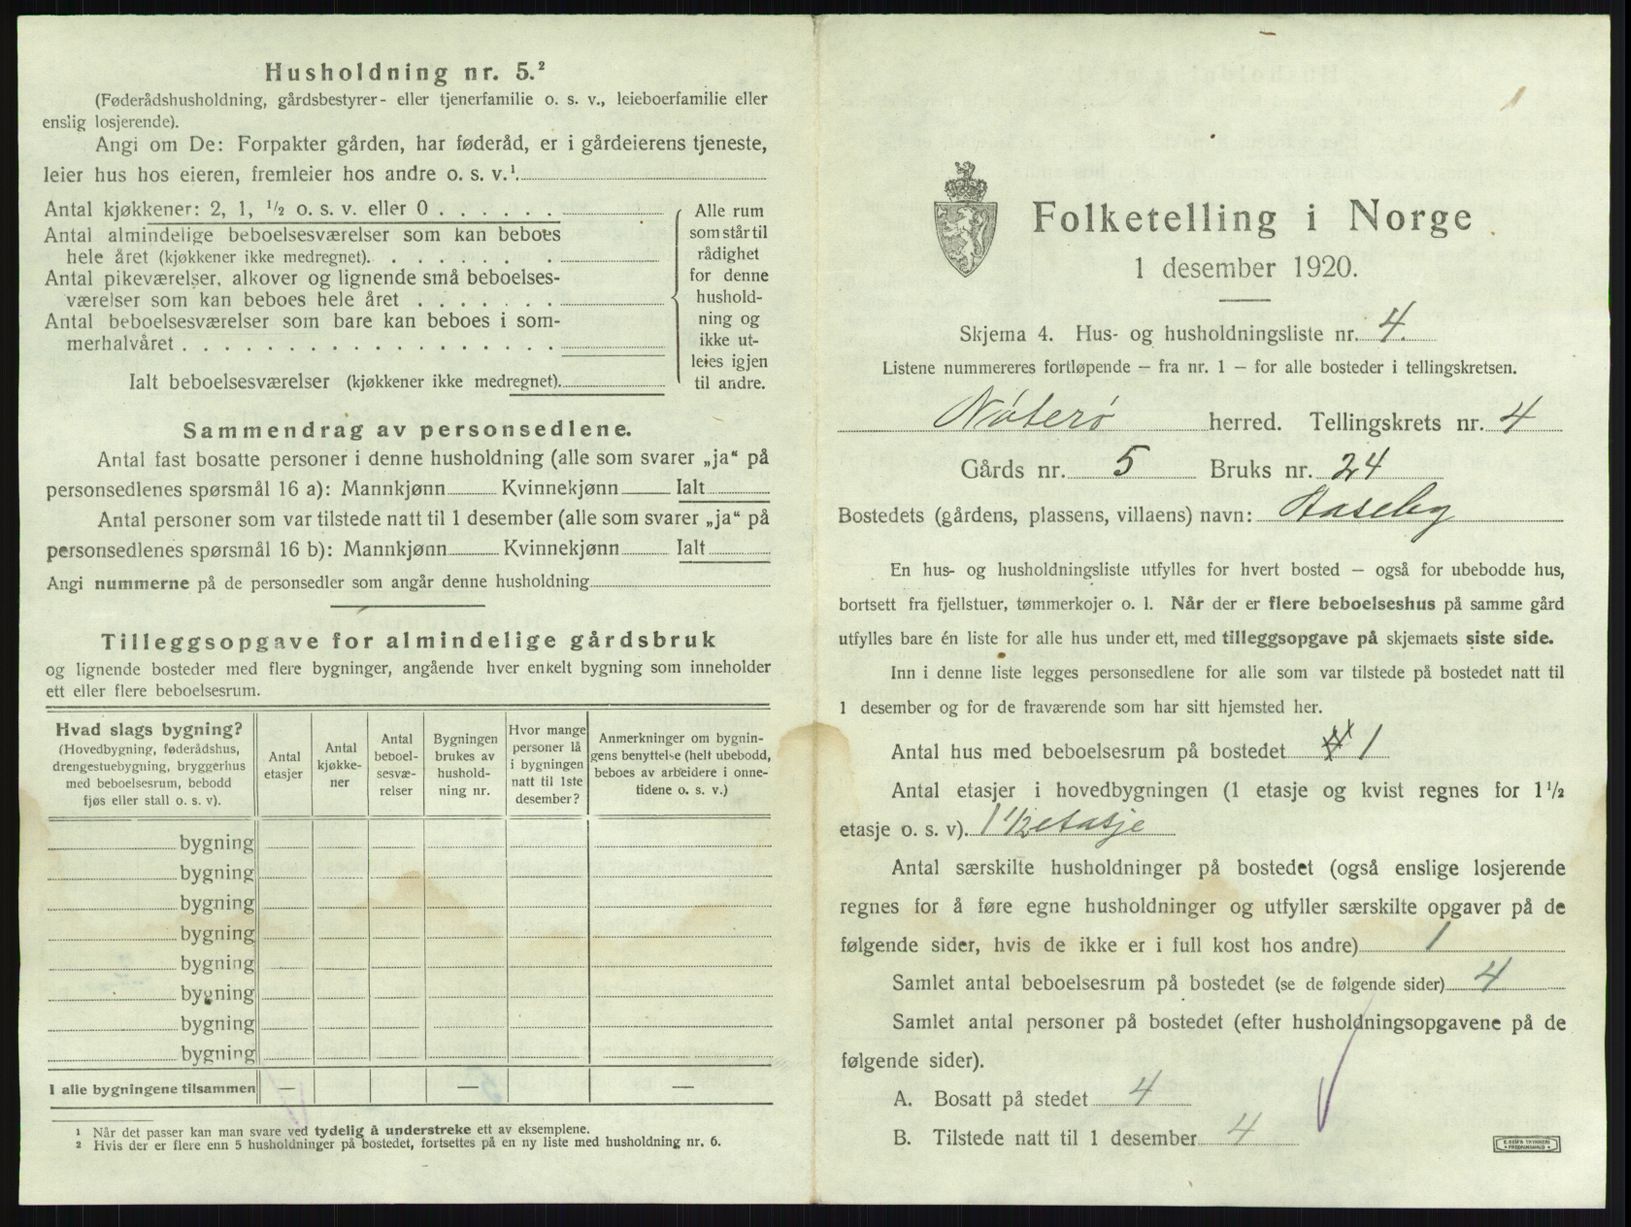 Husholdning nr. 5.²
(Føderådshusholdning, gårdsbestyrer- eller tjenerfamilie o. s. v., leieboerfamilie eller
enslig losjerende).
Angi om De: Forpakter gården, har føderåd, er i gårdeierens tjeneste,
leier hus hos eieren, fremleier hos andre o. s. v.¹
Antal kjøkkener: 2, 1, ½ o. s. v. eller 0 . . . . . .
Antal almindelige beboelsesværelser som kan beboes
hele året (kjøkkener ikke medregnet). . . . . . . .
Antal pikeværelser, alkover og lignende små beboelses-
værelser som kan beboes hele året . . . . . . .
Antal beboelsesværelser som bare kan beboes i som-
merhalvåret . . . . . . . . . . . . . . . . . .
Ialt beboelsesværelser (kjøkkener ikke medregnet).
Alle rum
som står til
rådighet
for denne
hushold-
ning og
ikke ut-
leies igjen
til andre.
Sammendrag av personsedlene.
Antal fast bosatte personer i denne husholdning (alle som svarer „ja“ på
personsedlenes spørsmål 16 a): Mannkjønn Kvinnekjønn Ialt
Antal personer som var tilstede natt til 1 desember (alle som svarer „ja“ på
personsedlenes spørsmål 16 b): Mannkjønn Kvinnekjønn Ialt
Angi nummerne på de personsedler som angår denne husholdning
Tilleggsopgave for almindelige gårdsbruk
og lignende bosteder med flere bygninger, angående hver enkelt bygning som inneholder
ett eller flere beboelsesrum.
Hvad slags bygning?
(Hovedbygning, føderådshus,
drengestuebygning, bryggerhus
med beboelsesrum, bebodd
fjøs eller stall o. s. v).
Antal
etasjer
Antal
kjøkke-
ner
Antal
beboel-
sesvæ-
relser
Bygningen
brukes av
hushold-
ning nr.
Hvor mange
personer lå
i bygningen
natt til 1ste
desember?
Anmerkninger om bygnin-
gens benyttelse (helt ubebodd,
beboes av arbeidere i onne-
tidene o. s. v.)
bygning
bygning
bygning
bygning
bygning
bygning
bygning
bygning
I alle bygningene tilsammen — — —
¹ Når det passer kan man svare ved tydelig å understreke ett av eksemplene.
² Hvis der er flere enn 5 husholdninger på bostedet, fortsettes på en ny liste med husholdning nr. 6.
1
Folketelling i Norge
1 desember 1920.
Skjema 4. Hus- og husholdningsliste nr. 4.
Listene nummereres fortløpende — fra nr. 1 — for alle bosteder i tellingskretsen.
Nøterø herred. Tellingskrets nr. 4
Gårds nr. 5 Bruks nr. 24
Bostedets (gårdens, plassens, villaens) navn: Aaseby
En hus- og husholdningsliste utfylles for hvert bosted — også for ubebodde hus,
bortsett fra fjellstuer, tømmerkojer o. l. Når der er flere beboelseshus på samme gård
utfylles bare én liste for alle hus under ett, med tilleggsopgave på skjemaets siste side.
Inn i denne liste legges personsedlene for alle som var tilstede på bostedet natt til
1 desember og for de fraværende som har sitt hjemsted her.
Antal hus med beboelsesrum på bostedet 1
Antal etasjer i hovedbygningen (1 etasje og kvist regnes for 1½
etasje o. s. v). 1½ etasje
Antal særskilte husholdninger på bostedet (også enslige losjerende
regnes for å føre egne husholdninger og utfyller særskilte opgaver på de
følgende sider, hvis de ikke er i full kost hos andre) 1
Samlet antal beboelsesrum på bostedet (se de følgende sider) 4
Samlet antal personer på bostedet (efter husholdningsopgavene på de
følgende sider).
A. Bosatt på stedet 4
B. Tilstede natt til 1 desember 4